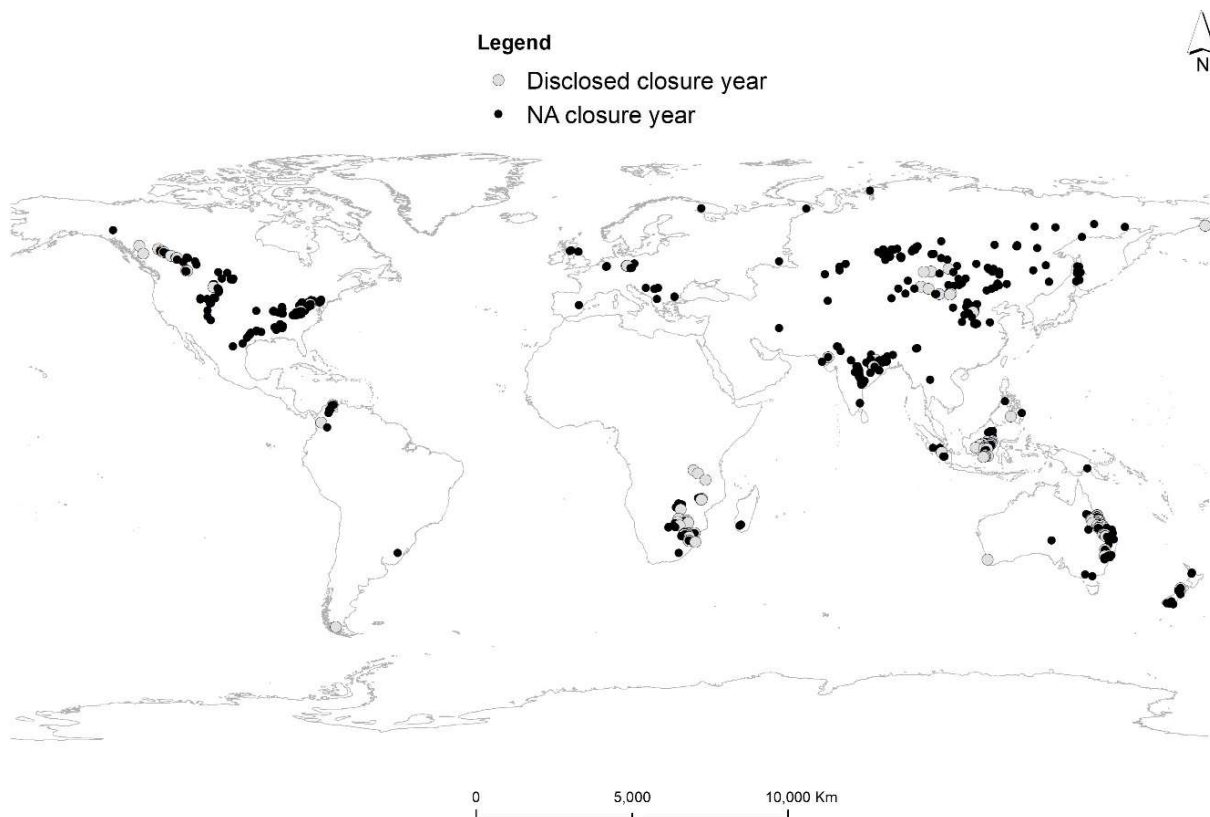 Legend
Disclosed closure year
NA closure year
N
0 5,000 10,000 Km